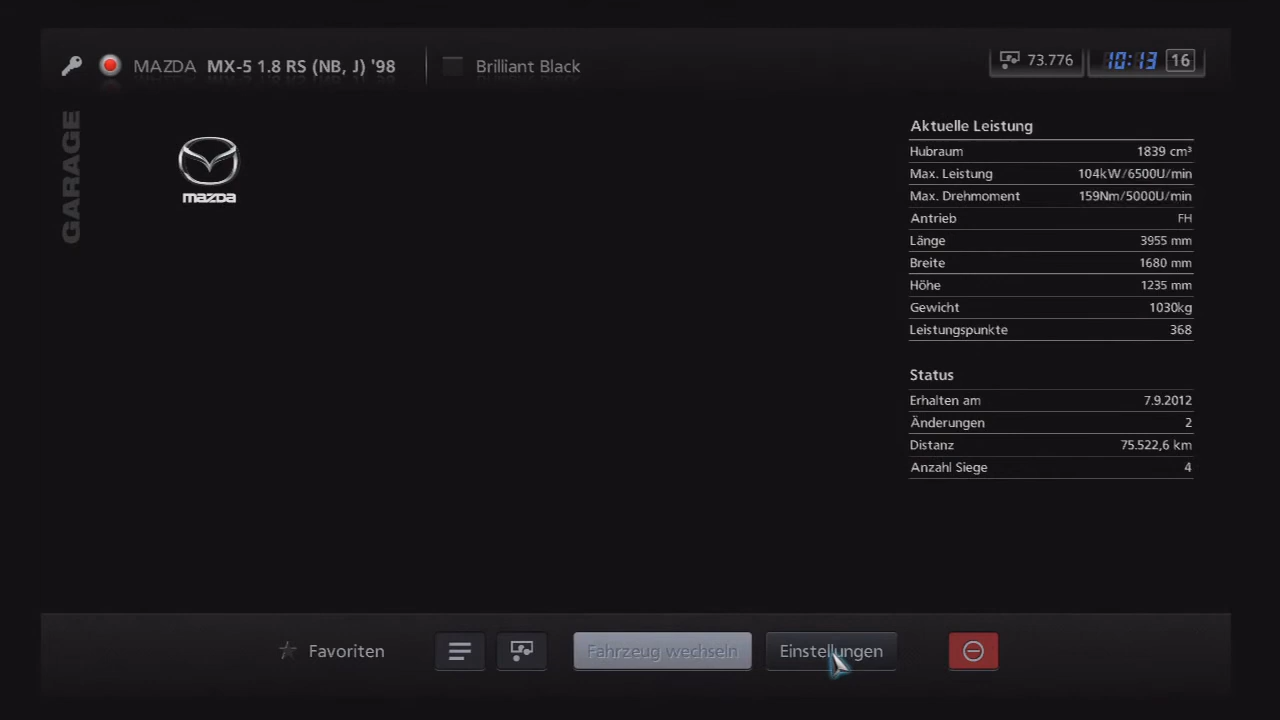 MAZDA MX-5 1.8 RS (NB, J) '98 Brilliant Black 73.776 10:13 16
GARAGE
mazda
Aktuelle Leistung
Hubraum 1839 cm³
Max. Leistung 104kW/6500U/min
Max. Drehmoment 159Nm/5000U/min
Antrieb FH
Länge 3955 mm
Breite 1680 mm
Höhe 1235 mm
Gewicht 1030kg
Leistungspunkte 368
Status
Erhalten am 7.9.2012
Änderungen 2
Distanz 75.522,6 km
Anzahl Siege 4
Favoriten Fahrzeug wechseln Einstellungen